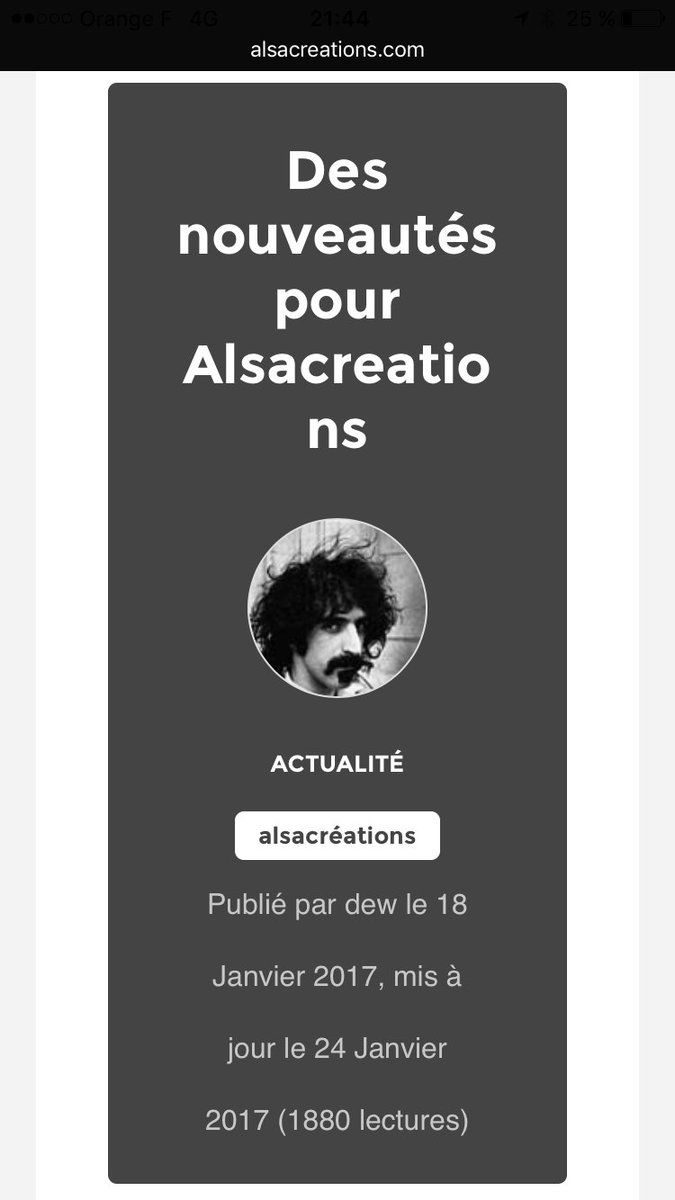 Orange F 4G 21:44 25 %
alsacreations.com
Des
nouveautés
pour
Alsacreatio
ns
ACTUALITÉ
alsacréations
Publié par dew le 18
Janvier 2017, mis à
jour le 24 Janvier
2017 (1880 lectures)